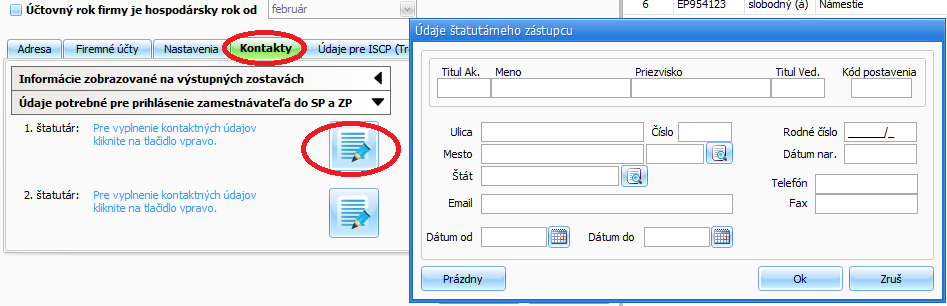 Účtovný rok firmy je hospodársky rok od
február
6 EP954123 slobodný (á) Námestie
Adresa Firemné účty Nastavenia Kontakty Údaje pre ISCP (Tr
Informácie zobrazované na výstupných zostavách
Údaje potrebné pre prihlásenie zamestnávateľa do SP a ZP
1. štatutár: Pre vyplnenie kontaktných údajov
kliknite na tlačidlo vpravo.
2. štatutár: Pre vyplnenie kontaktných údajov
kliknite na tlačidlo vpravo.
Údaje štatutárneho zástupcu
Titul Ak. Meno Priezvisko Titul Ved. Kód postavenia
Ulica Číslo Rodné číslo ______/_
Mesto Dátum nar.
Štát Telefón
Email Fax
Dátum od Dátum do
Prázdny Ok Zruš